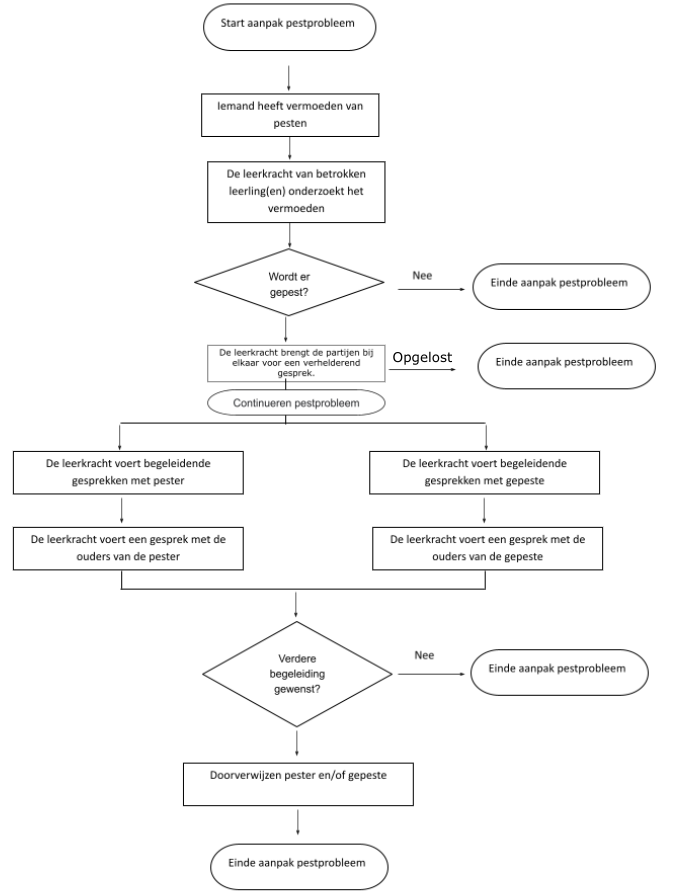 Start aanpak pestprobleem
Iemand heeft vermoeden van
pesten
De leerkracht van betrokken
leerling(en) onderzoekt het
vermoeden
Wordt er
gepest?
Nee
Einde aanpak pestprobleem
De leerkracht brengt de partijen bij
elkaar voor een verhelderend
gesprek.
Opgelost
Einde aanpak pestprobleem
Continueren pestprobleem
De leerkracht voert begeleidende
gesprekken met pester
De leerkracht voert begeleidende
gesprekken met gepeste
De leerkracht voert een gesprek met de
ouders van de pester
De leerkracht voert een gesprek met de
ouders van de gepeste
Verdere
begeleiding
gewenst?
Nee
Einde aanpak pestprobleem
Doorverwijzen pester en/of gepeste
Einde aanpak pestprobleem